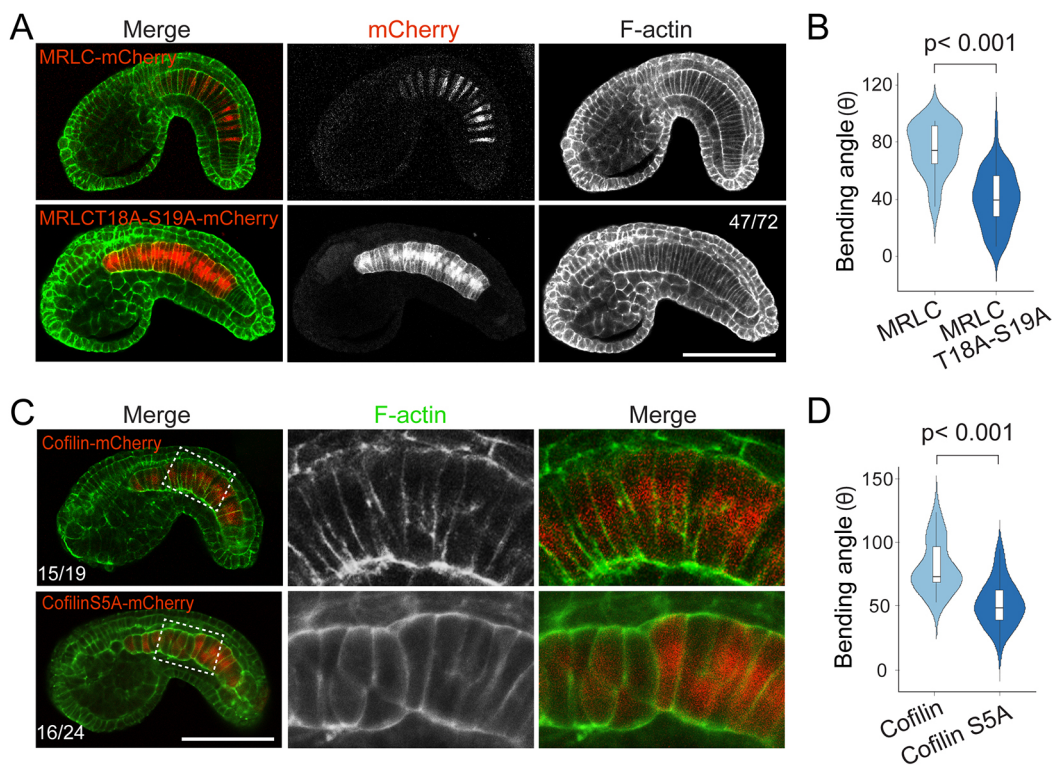 A
Merge
mCherry
F-actin
MRLC-mCherry
MRLCT18A-S19A-mCherry
47/72
B
p< 0.001
Bending angle (θ)
120
80
40
0
MRLC
MRLC
T18A-S19A
C
Merge
F-actin
Merge
Cofilin-mCherry
15/19
CofilinS5A-mCherry
16/24
D
p< 0.001
Bending angle (θ)
150
100
50
0
Cofilin
Cofilin S5A